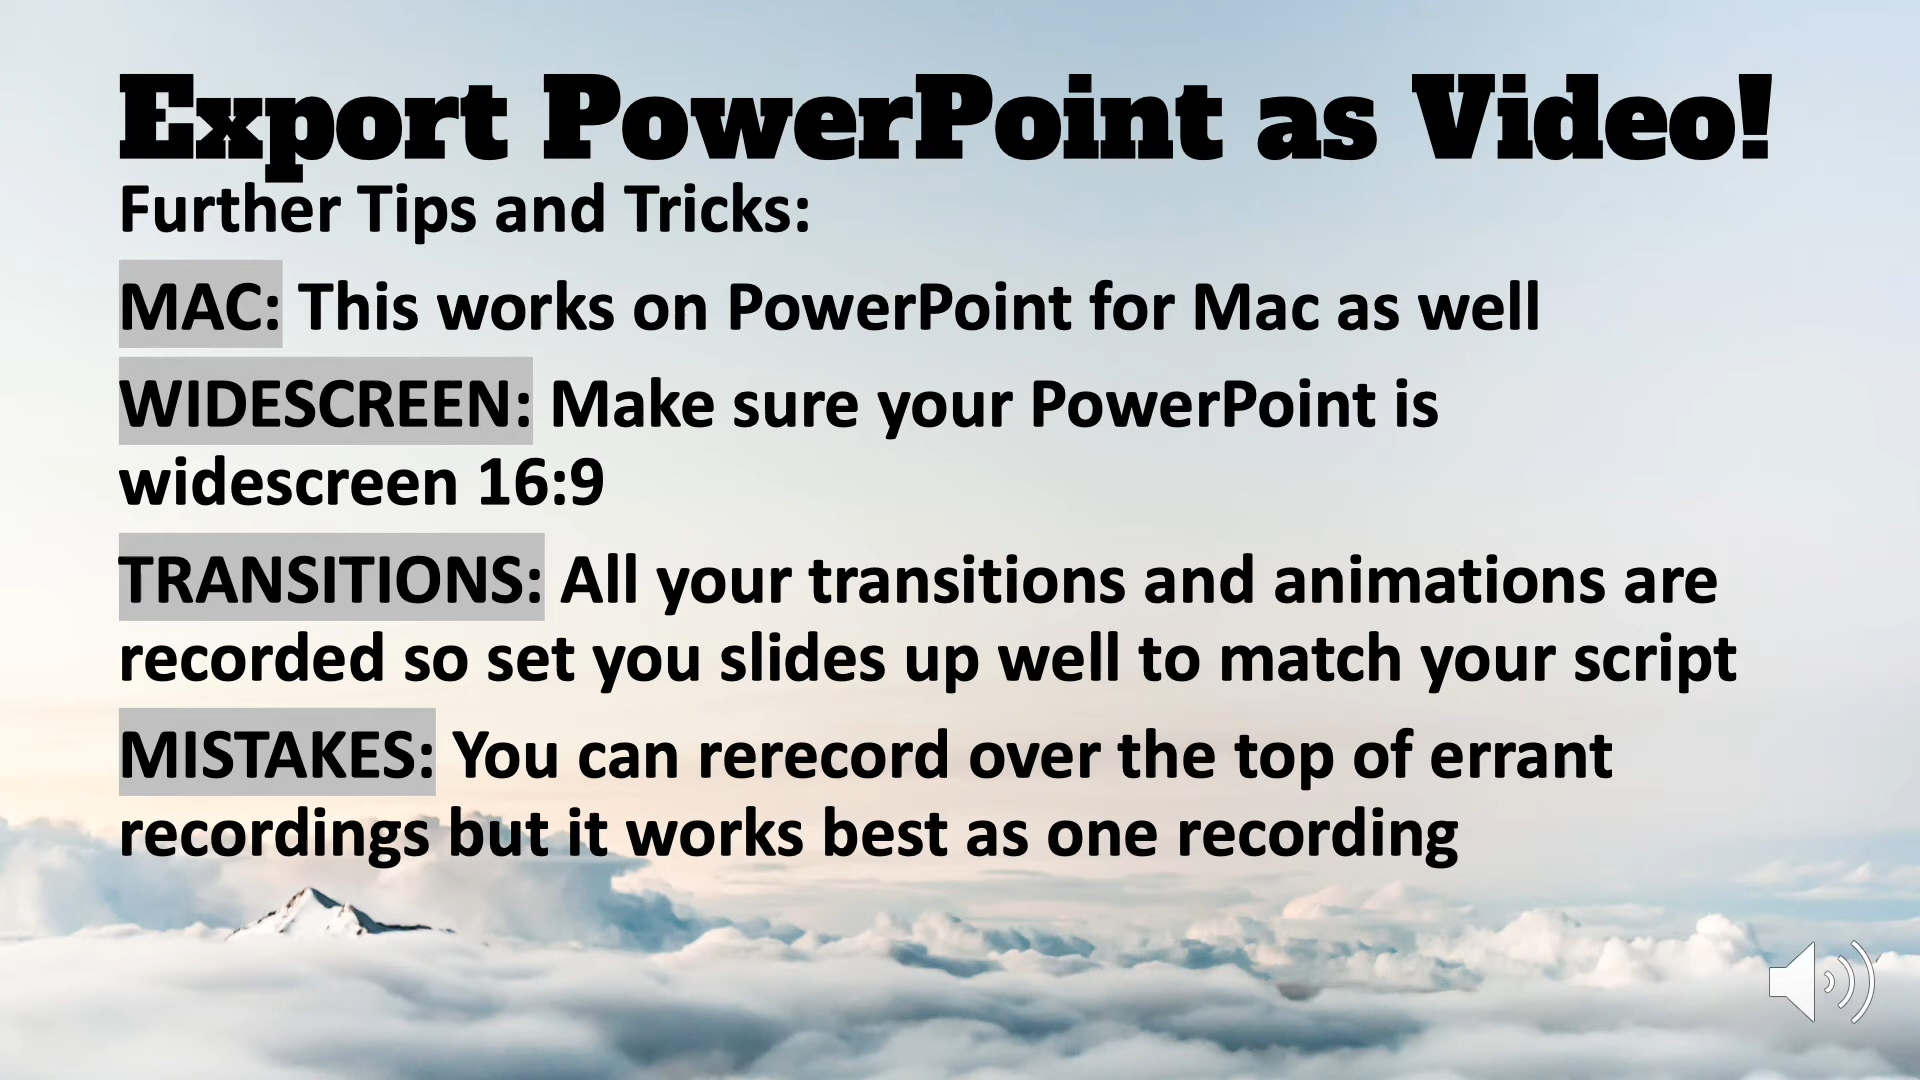 Export PowerPoint as Video!
Further Tips and Tricks:
MAC: This works on PowerPoint for Mac as well
WIDESCREEN: Make sure your PowerPoint is
widescreen 16:9
TRANSITIONS: All your transitions and animations are
recorded so set you slides up well to match your script
MISTAKES: You can rerecord over the top of errant
recordings but it works best as one recording